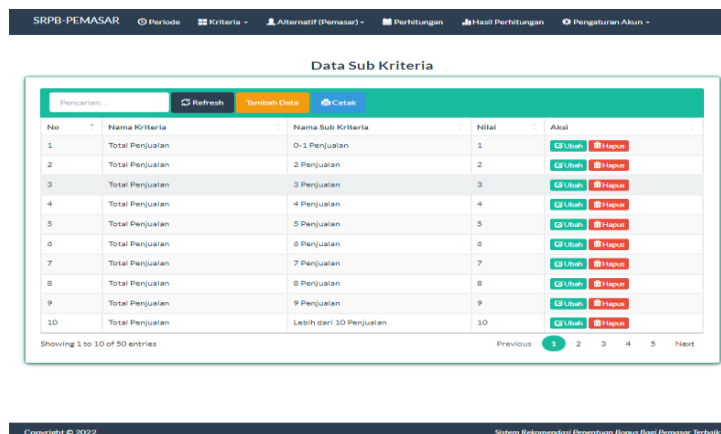 SRPB-PEMASAR Periode Kriteria Alternatif (Pemasar) Perhitungan Hasil Perhitungan Pengaturan Akun
Data Sub Kriteria
Pencarian... Refresh Tambah Data Cetak
No Nama Kriteria Nama Sub Kriteria Nilai Aksi
1 Total Penjualan 0-1 Penjualan 1 Ubah Hapus
2 Total Penjualan 2 Penjualan 2 Ubah Hapus
3 Total Penjualan 3 Penjualan 3 Ubah Hapus
4 Total Penjualan 4 Penjualan 4 Ubah Hapus
5 Total Penjualan 5 Penjualan 5 Ubah Hapus
6 Total Penjualan 6 Penjualan 6 Ubah Hapus
7 Total Penjualan 7 Penjualan 7 Ubah Hapus
8 Total Penjualan 8 Penjualan 8 Ubah Hapus
9 Total Penjualan 9 Penjualan 9 Ubah Hapus
10 Total Penjualan Lebih dari 10 Penjualan 10 Ubah Hapus
Showing 1 to 10 of 50 entries Previous 1 2 3 4 5 Next
Copyright © 2022 Sistem Rekomendasi Penentuan Bonus Bagi Pemasar Terbaik